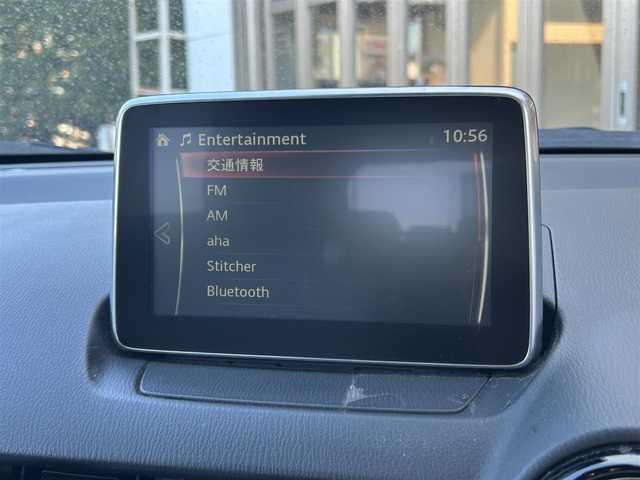 Entertainment 10:56
交通情報
FM
AM
aha
Stitcher
Bluetooth